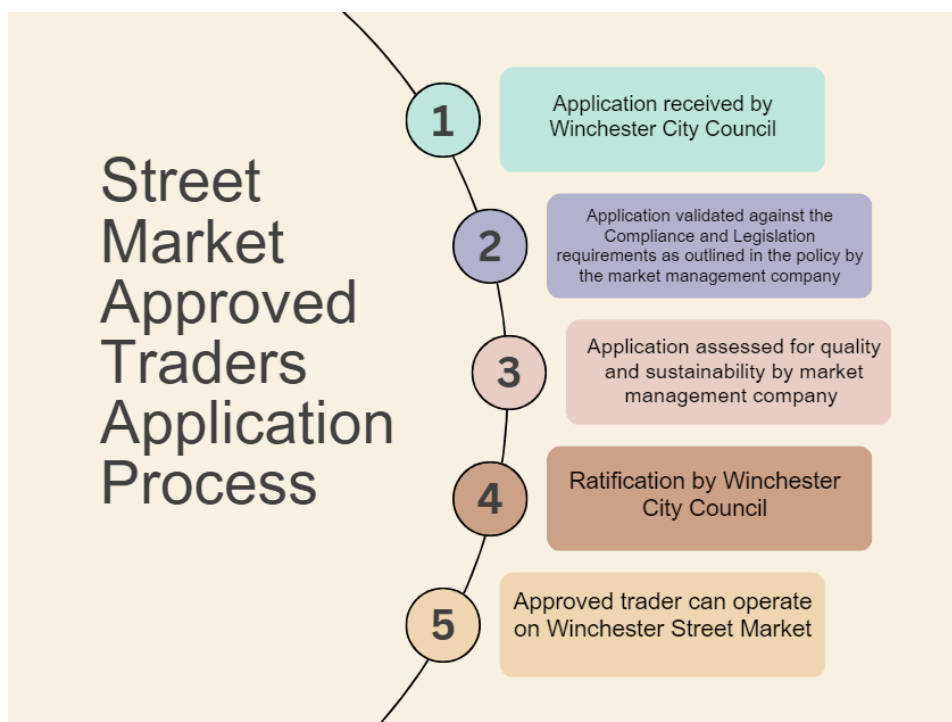 Street
Market
Approved
Traders
Application
Process
1
Application received by
Winchester City Council
2
Application validated against the
Compliance and Legislation
requirements as outlined in the policy by
the market management company
3
Application assessed for quality
and sustainability by market
management company
4
Ratification by Winchester
City Council
5
Approved trader can operate
on Winchester Street Market